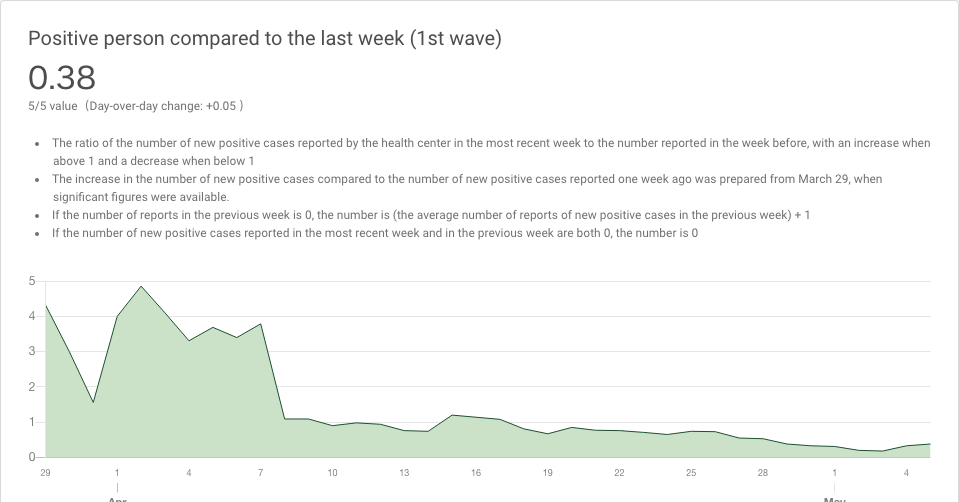 Positive person compared to the last week (1st wave)
0.38
5/5 value（Day-over-day change: +0.05 )
• The ratio of the number of new positive cases reported by the health center in the most recent week to the number reported in the week before, with an increase when
above 1 and a decrease when below 1
• The increase in the number of new positive cases compared to the number of new positive cases reported one week ago was prepared from March 29, when
significant figures were available.
• If the number of reports in the previous week is 0, the number is (the average number of reports of new positive cases in the previous week) + 1
• If the number of new positive cases reported in the most recent week and in the previous week are both 0, the number is 0
5
4
3
2
1
0
29 1 4 7 10 13 16 19 22 25 28 1 4
Apr May